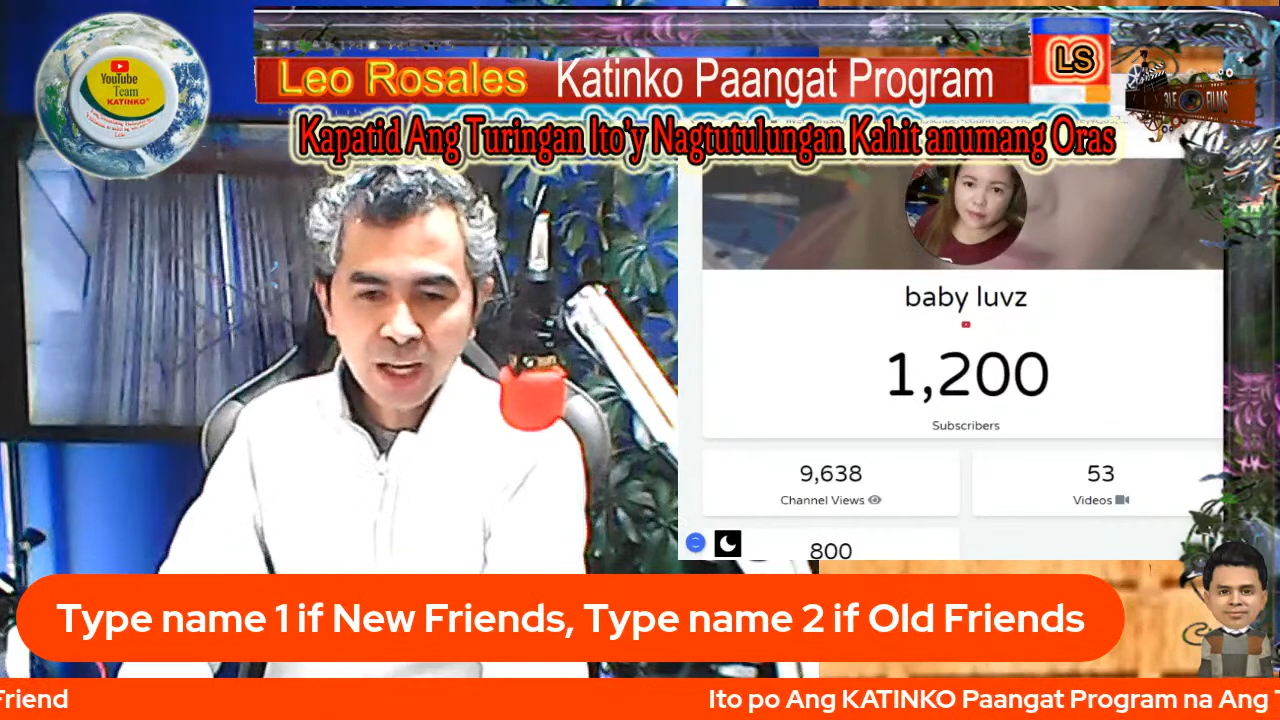 YouTube
Team
KATINKO
Leo Rosales Katinko Paangat Program
LS
Kapatid Ang Turingan Ito'y Nagtutulungan Kahit anumang Oras
FILMS
baby luvz
1,200
Subscribers
9,638
Channel Views
53
Videos
800
Type name 1 if New Friends, Type name 2 if Old Friends
Friend
Ito po Ang KATINKO Paangat Program na Ang